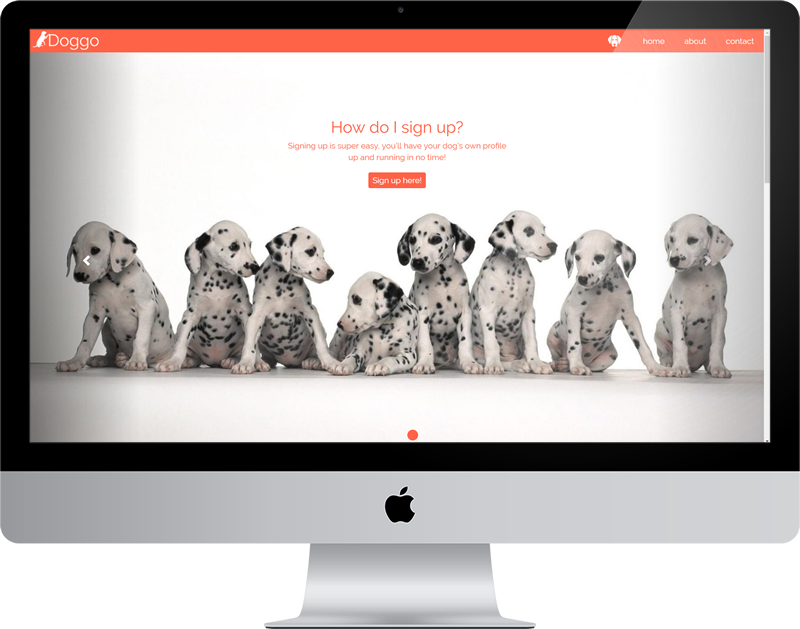 Doggo
home about contact
How do I sign up?
Signing up is super easy, you'll have your dog's own profile
up and running in no time!
Sign up here!